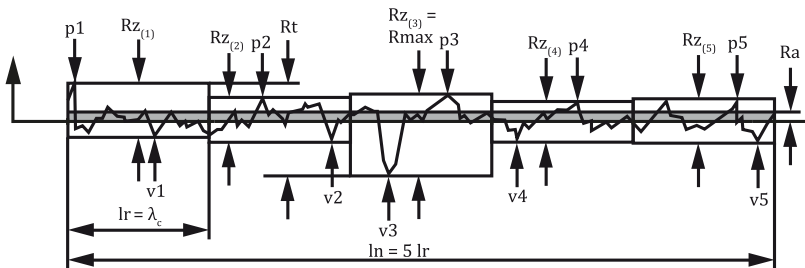 p1
Rz(1)
Rz(2)
p2
Rt
Rz(3) =
Rmax
p3
Rz(4)
p4
Rz(5)
p5
Ra
v1
v2
v3
v4
v5
lr = λc
ln = 5 lr